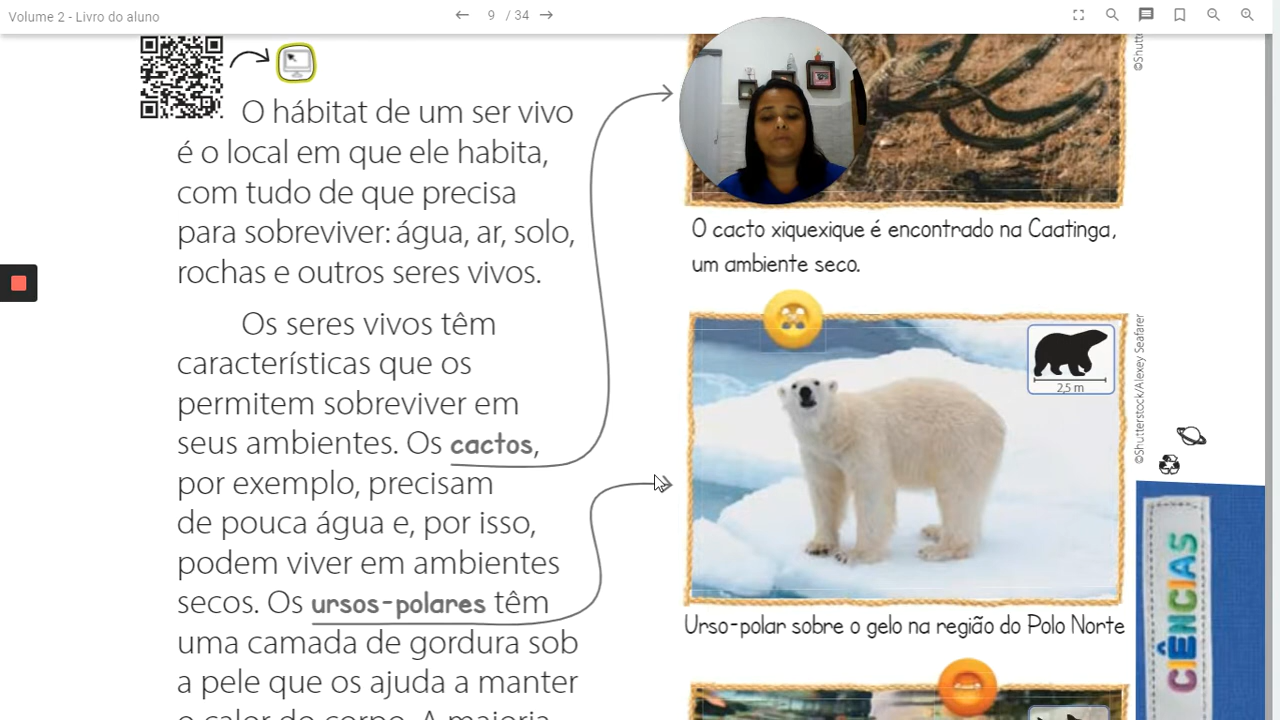 Volume 2 - Livro do aluno
9 / 34
O hábitat de um ser vivo
é o local em que ele habita,
com tudo de que precisa
para sobreviver: água, ar, solo,
rochas e outros seres vivos.
Os seres vivos têm
características que os
permitem sobreviver em
seus ambientes. Os cactos,
por exemplo, precisam
de pouca água e, por isso,
podem viver em ambientes
secos. Os ursos-polares têm
uma camada de gordura sob
a pele que os ajuda a manter
o calor do corpo. A maioria
©Shutt
O cacto xiquexique é encontrado na Caatinga,
um ambiente seco.
2,5 m
©Shutterstock/Alexey Seafarer
Urso-polar sobre o gelo na região do Polo Norte
CIÊNCIAS